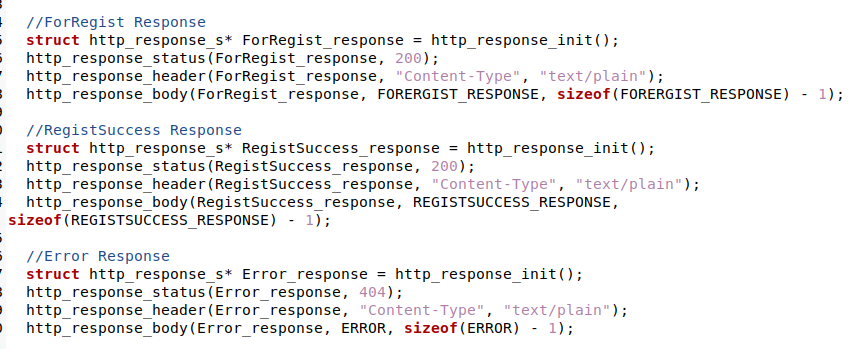 //ForRegist Response
struct http_response_s* ForRegist_response = http_response_init();
http_response_status(ForRegist_response, 200);
http_response_header(ForRegist_response, "Content-Type", "text/plain");
http_response_body(ForRegist_response, FORERGIST_RESPONSE, sizeof(FORERGIST_RESPONSE) - 1);
//RegistSuccess Response
struct http_response_s* RegistSuccess_response = http_response_init();
http_response_status(RegistSuccess_response, 200);
http_response_header(RegistSuccess_response, "Content-Type", "text/plain");
http_response_body(RegistSuccess_response, REGISTSUCCESS_RESPONSE,
sizeof(REGISTSUCCESS_RESPONSE) - 1);
//Error Response
struct http_response_s* Error_response = http_response_init();
http_response_status(Error_response, 404);
http_response_header(Error_response, "Content-Type", "text/plain");
http_response_body(Error_response, ERROR, sizeof(ERROR) - 1);